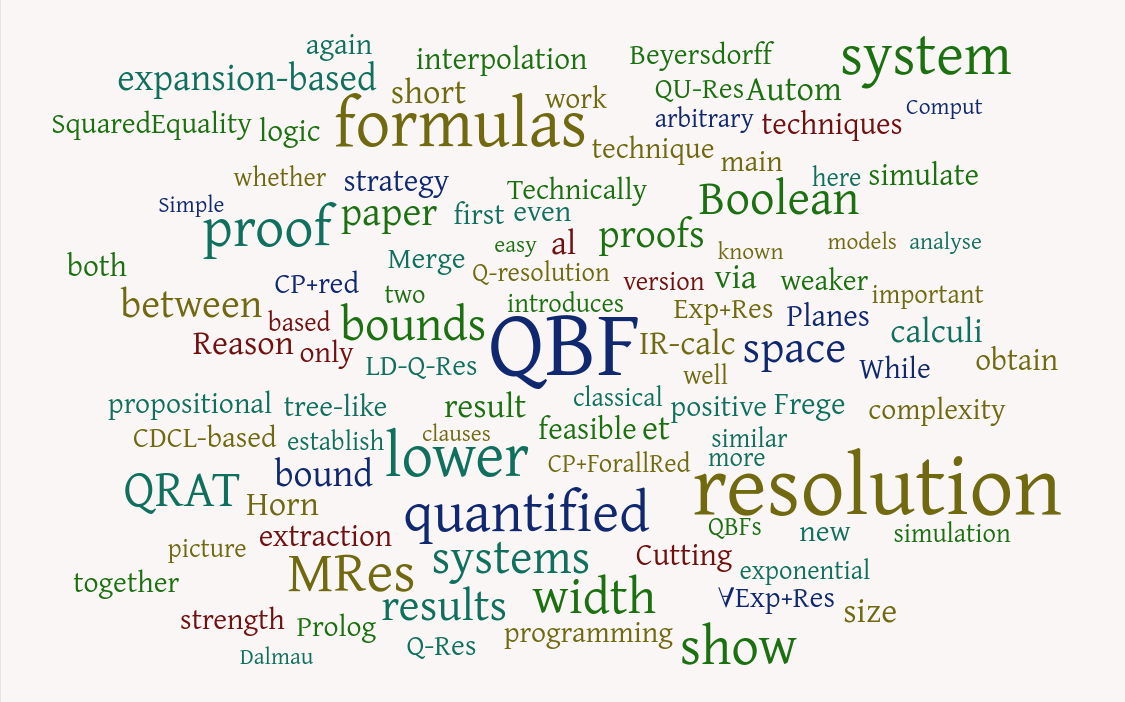 again interpolation Beyersdorff system
expansion-based short work QU-Res Autom
SquaredEquality logic formulas arbitrary techniques Comput
technique main
whether strategy Technically here simulate
Simple proof paper first even Boolean
easy al proofs known models analyse
both Merge Q-resolution version via weaker
CP+red two introduces important
between based bounds QBF Exp+Res Planes calculi
Reason only LD-Q-Res IR-calc space While obtain
well
propositional tree-like result classical positive Frege complexity
CDCL-based establish clauses feasible et similar
bound lower CP+ForallRed more
QRAT Horn quantified resolution
extraction QBFs new simulation
picture systems Cutting
together MRes exponential
results width ∀Exp+Res size
strength Prolog Q-Res programming show
Dalmau